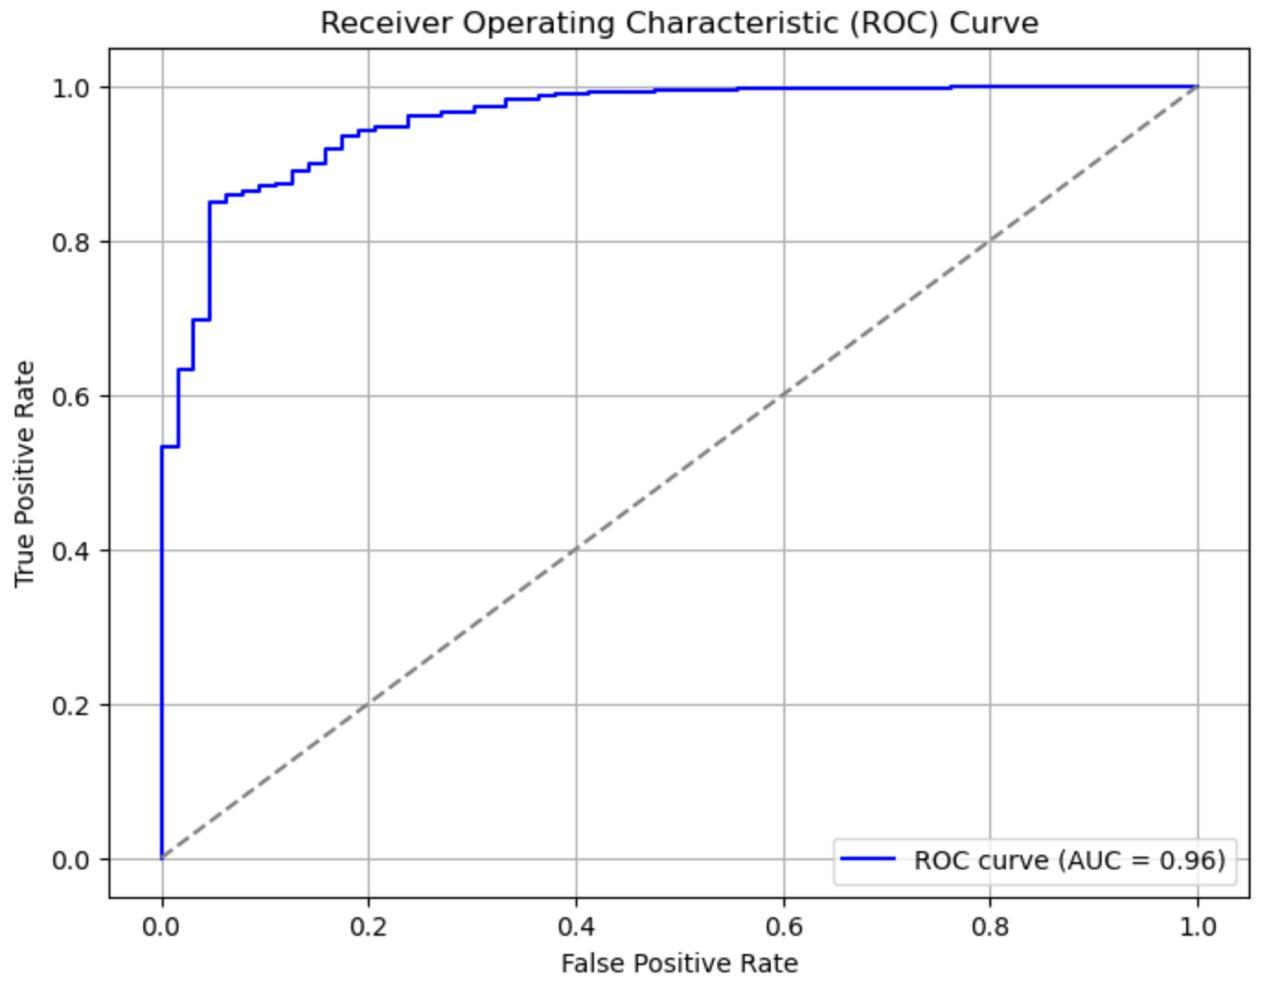 Receiver Operating Characteristic (ROC) Curve
1.0
0.8
0.6
0.4
0.2
0.0
True Positive Rate
ROC curve (AUC = 0.96)
0.0 0.2 0.4 0.6 0.8 1.0
False Positive Rate